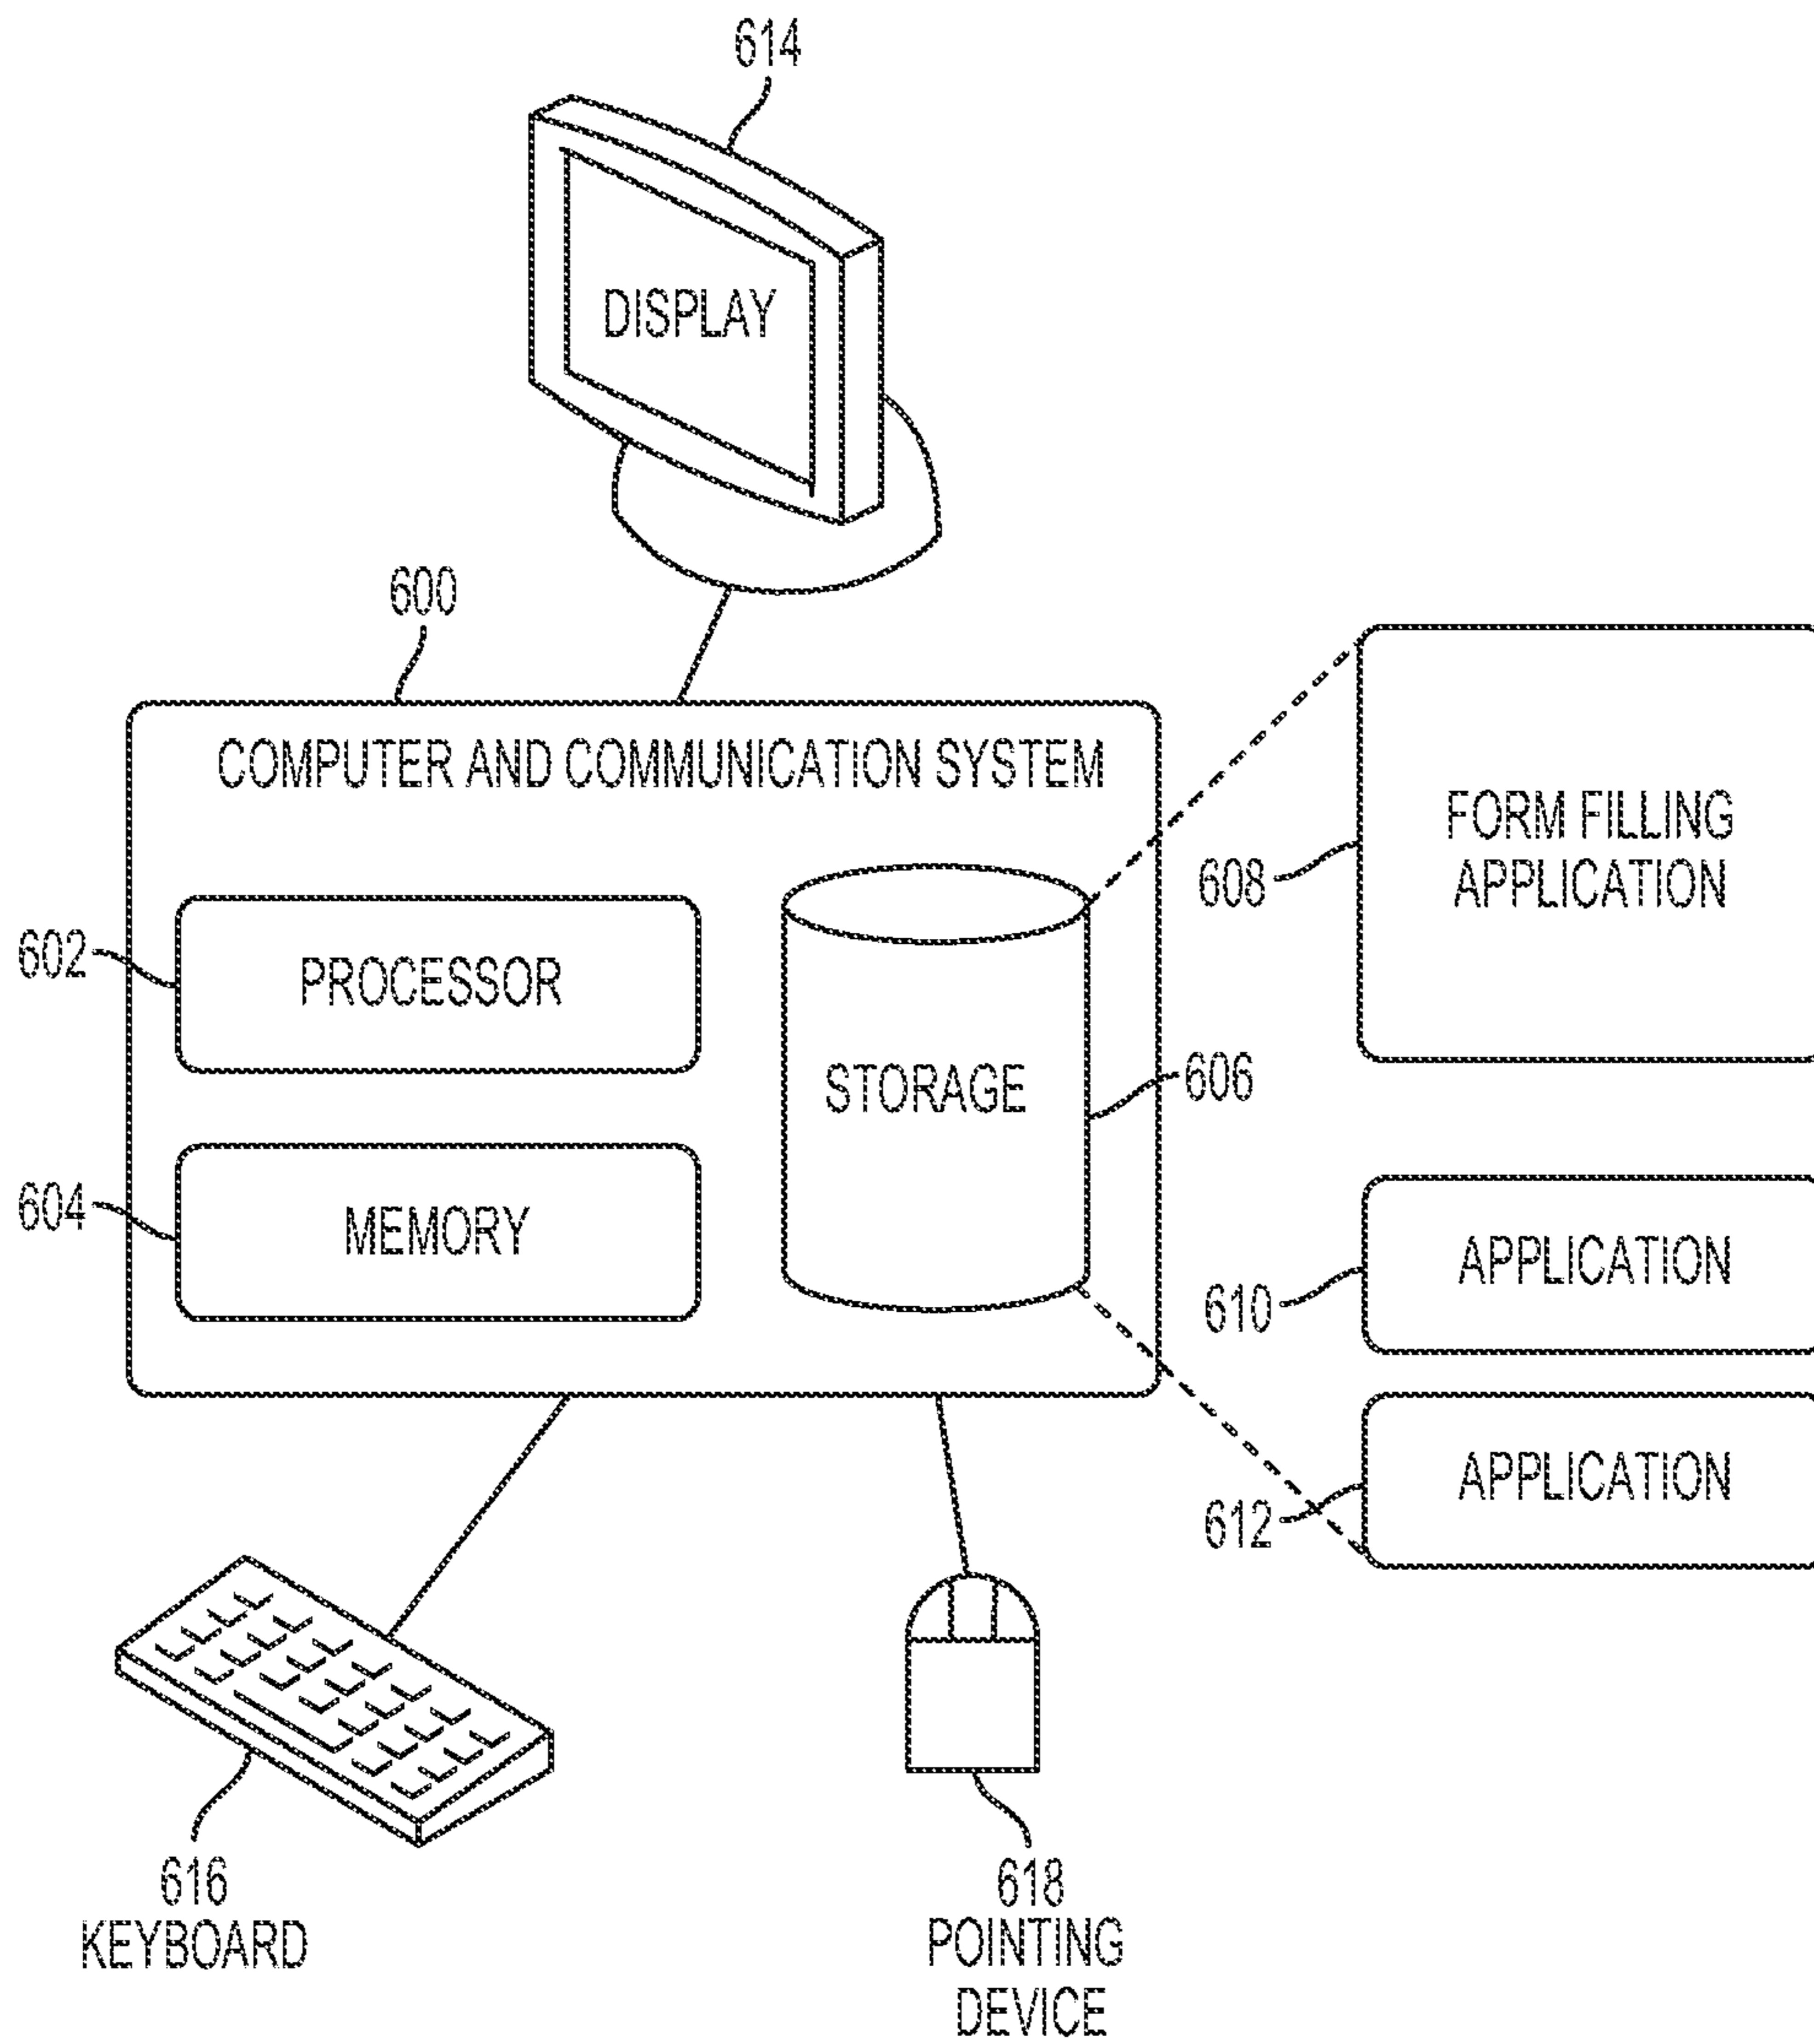 614
DISPLAY
600
COMPUTER AND COMMUNICATION SYSTEM
FORM FILLING
APPLICATION
608
602
PROCESSOR
STORAGE
606
604
MEMORY
APPLICATION
610
APPLICATION
612
616
KEYBOARD
618
POINTING
DEVICE